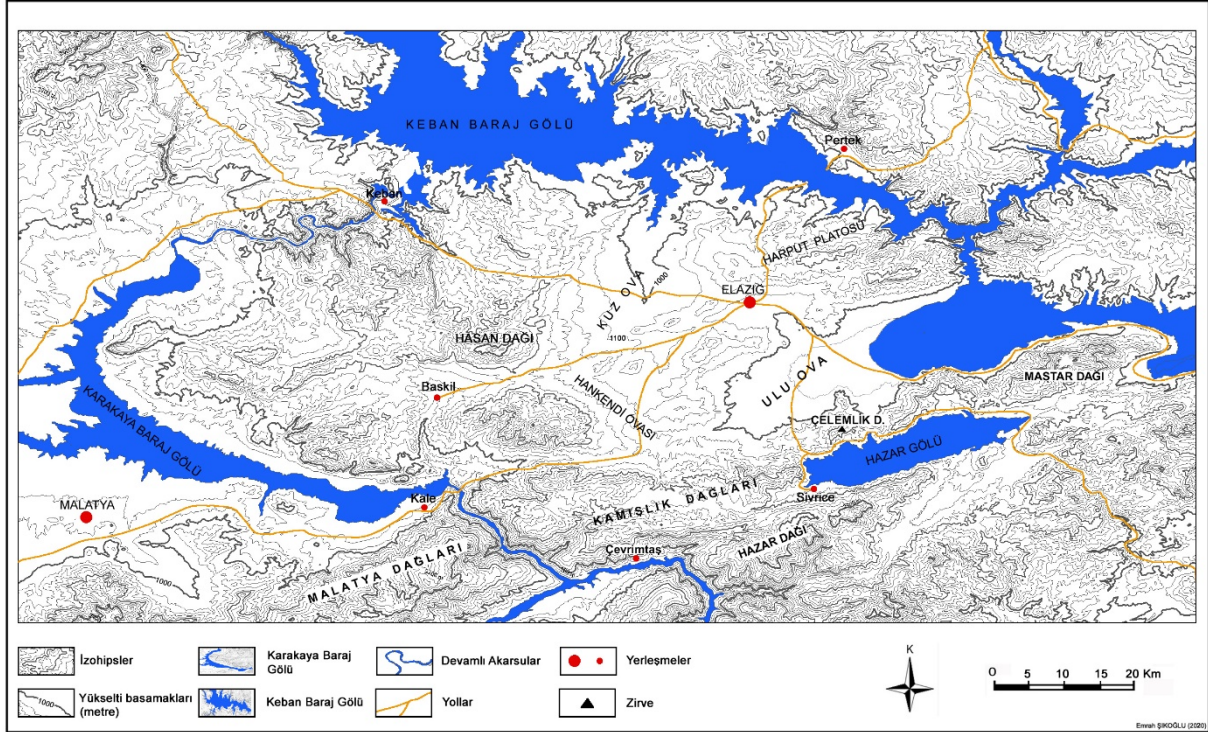 KEBAN BARAJ GÖLÜ
Pertek
Keban
HARPUT PLATOSU
KUZ OVA
1000
ELAZIĞ
HASAN DAĞI
1100
Baskil
HANKENDİ OVASI
ULU OVA
MASTAR DAĞI
ÇELEMLİK D.
KARAKAYA BARAJ GÖLÜ
HAZAR GÖLÜ
MALATYA
Kale
Sivrice
KAMIŞLIK DAĞLARI
HAZAR DAĞI
Çevrimtaş
MALATYA DAĞLARI
1000
İzohipsler
Karakaya Baraj
Gölü
Devamlı Akarsular
Yerleşmeler
1000
Yükselti basamakları
(metre)
Keban Baraj Gölü
Yollar
Zirve
K
0 5 10 15 20 Km
Emrah ŞIKOĞLU (2020)